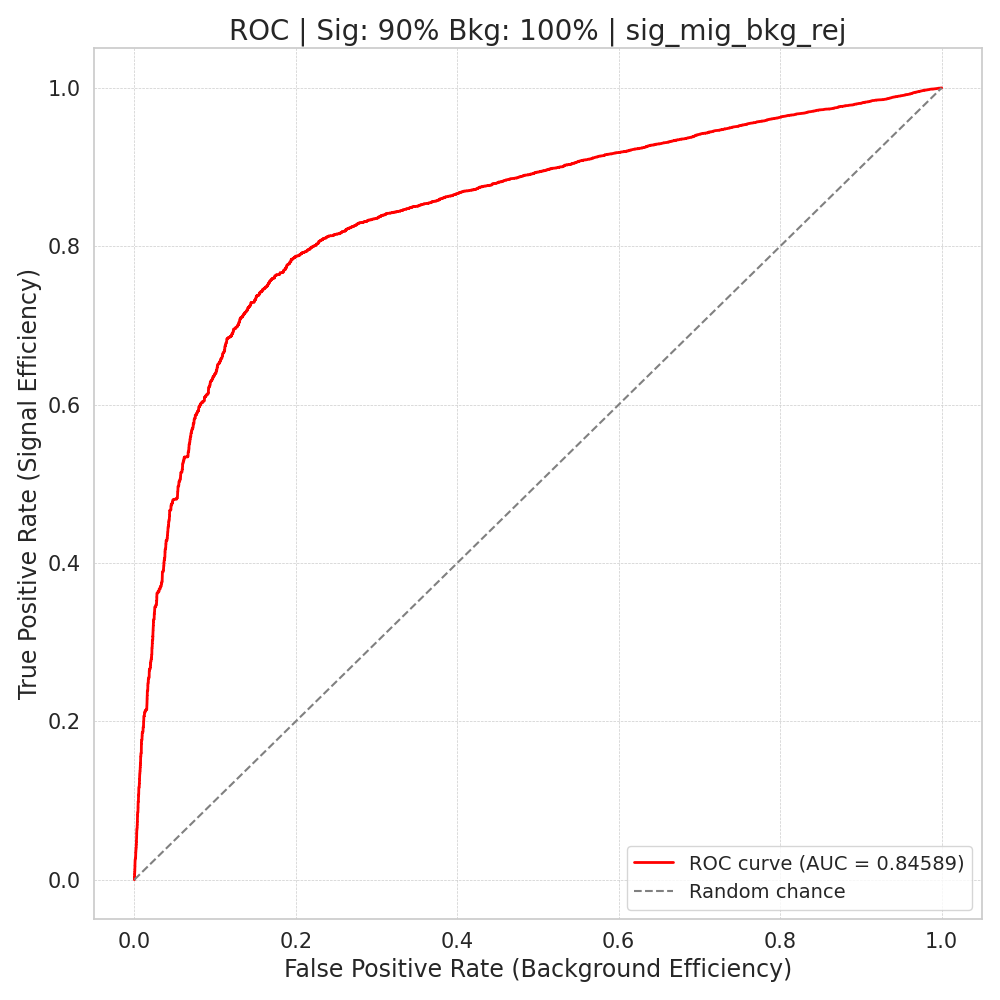 ROC | Sig: 90% Bkg: 100% | sig_mig_bkg_rej
True Positive Rate (Signal Efficiency)
1.0
0.8
0.6
0.4
0.2
0.0
0.0 0.2 0.4 0.6 0.8 1.0
False Positive Rate (Background Efficiency)
ROC curve (AUC = 0.84589)
Random chance